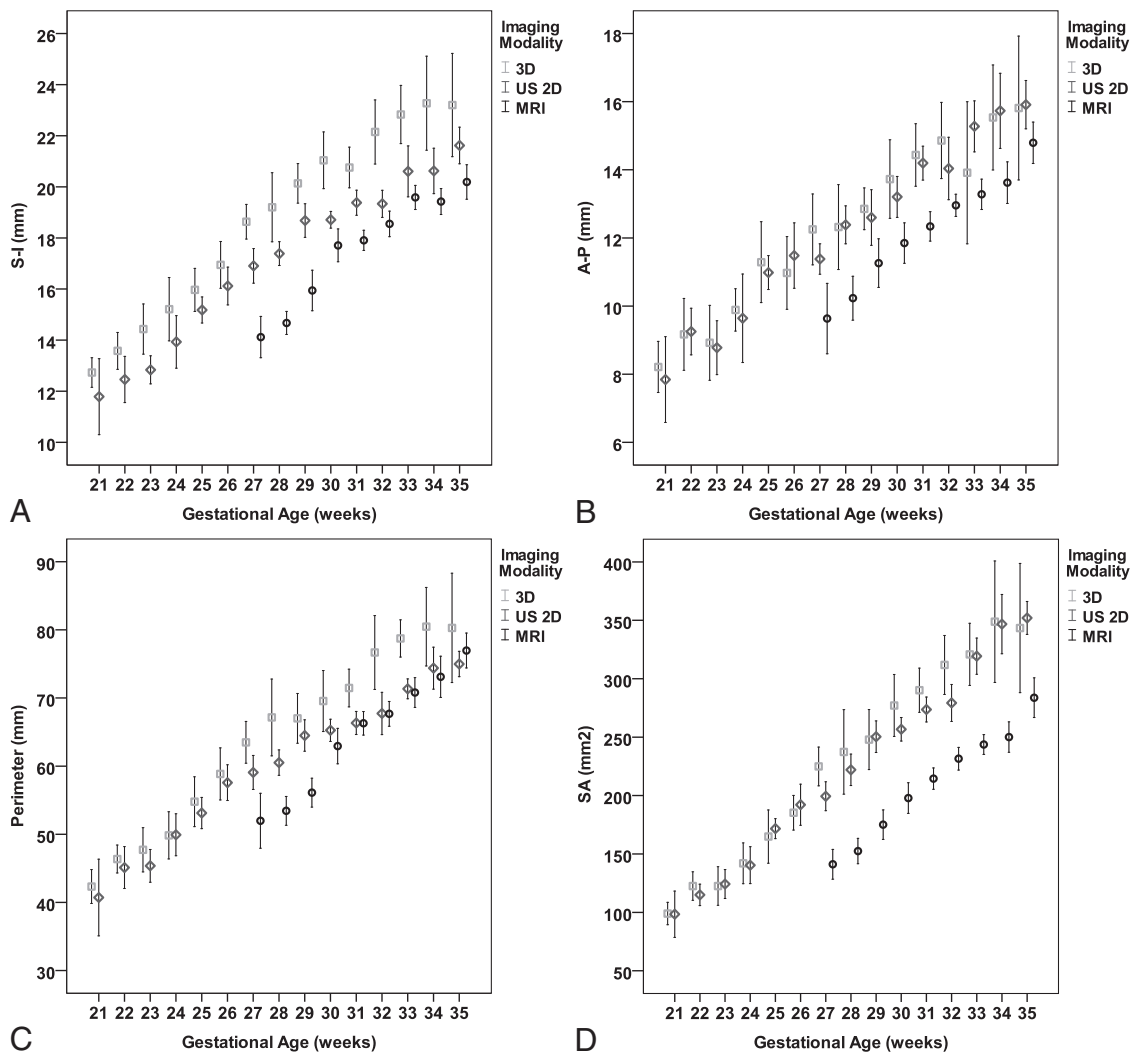 Imaging
Modality
3D
US 2D
MRI
S-I (mm)
26
24
22
20
18
16
14
12
10
21 22 23 24 25 26 27 28 29 30 31 32 33 34 35
Gestational Age (weeks)
A
Imaging
Modality
3D
US 2D
MRI
A-P (mm)
18
16
14
12
10
8
6
21 22 23 24 25 26 27 28 29 30 31 32 33 34 35
Gestational Age (weeks)
B
Imaging
Modality
3D
US 2D
MRI
Perimeter (mm)
90
80
70
60
50
40
30
21 22 23 24 25 26 27 28 29 30 31 32 33 34 35
Gestational Age (weeks)
C
Imaging
Modality
3D
US 2D
MRI
SA (mm2)
400
350
300
250
200
150
100
50
21 22 23 24 25 26 27 28 29 30 31 32 33 34 35
Gestational Age (weeks)
D